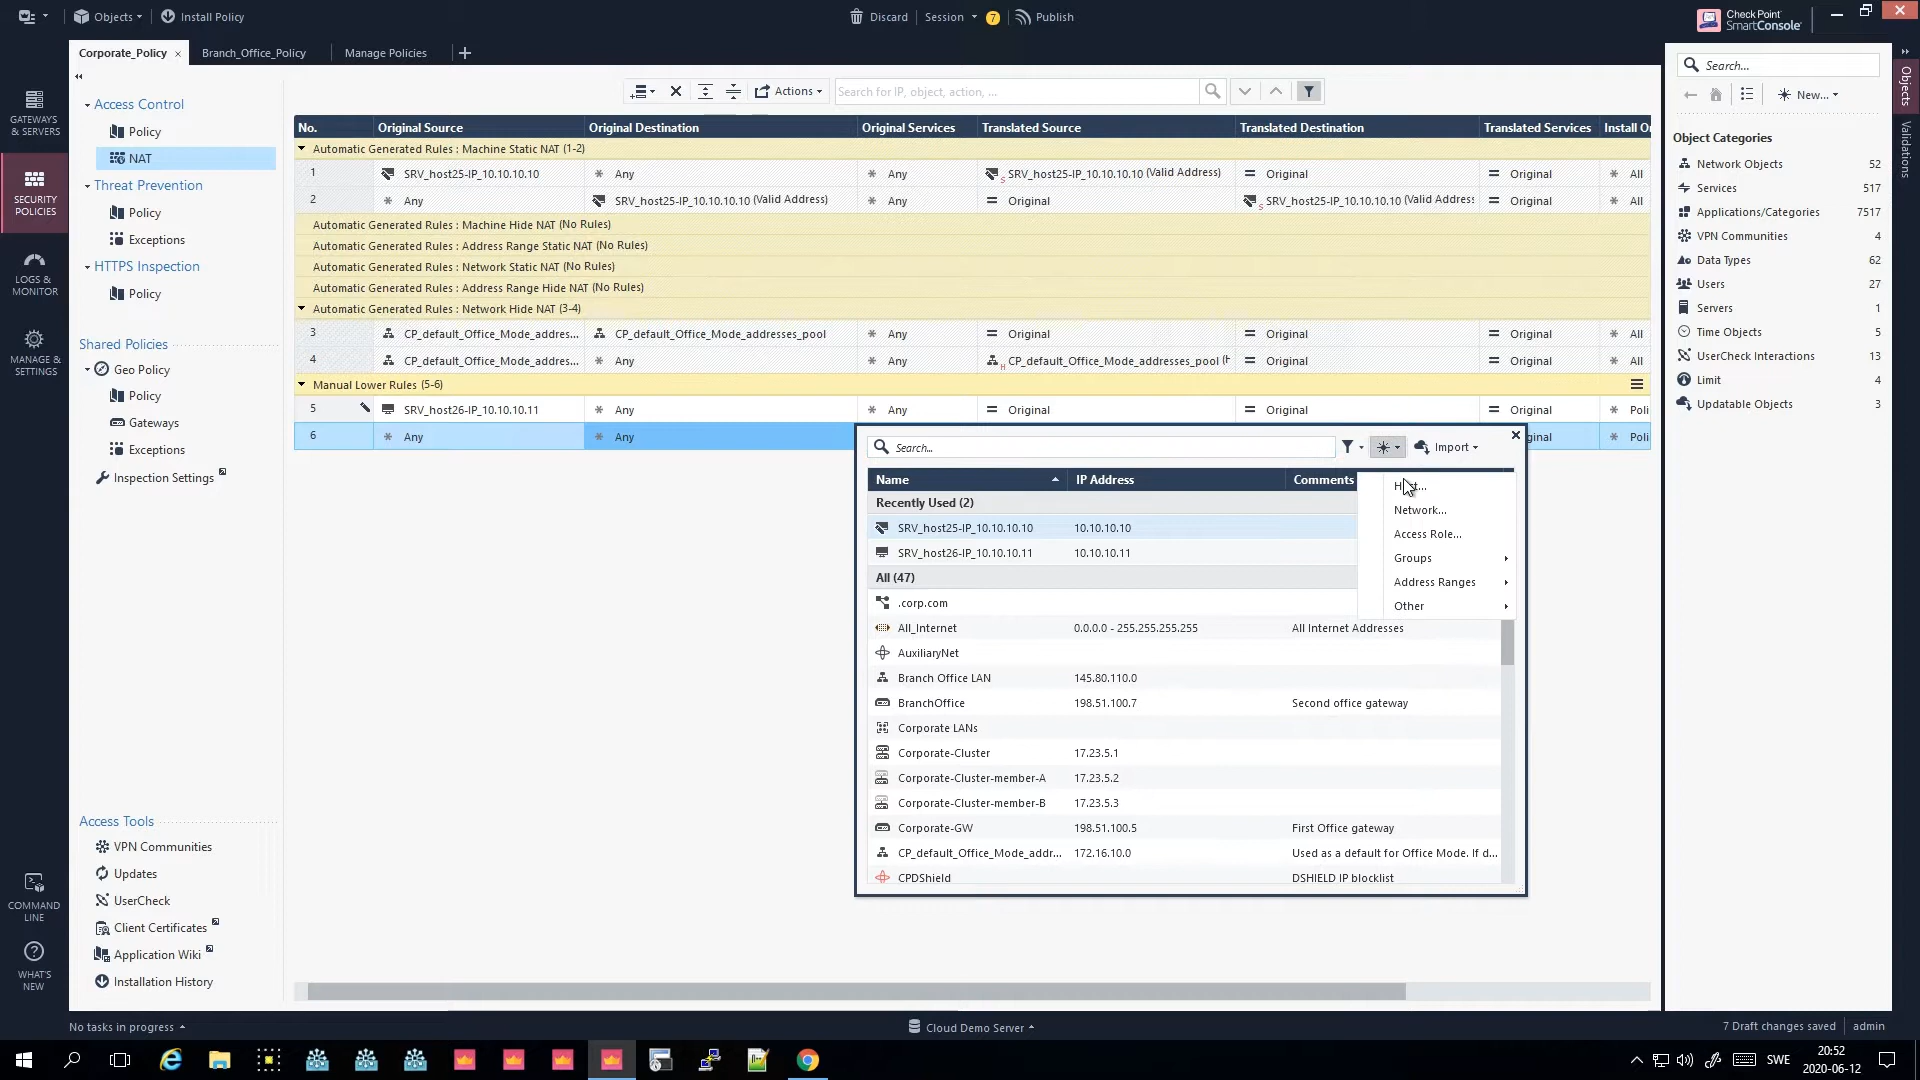 Objects
Install Policy
Discard
Session
7
Publish
Check Point
SmartConsole
Corporate_Policy
Branch_Office_Policy
Manage Policies
GATEWAYS
& SERVERS
SECURITY
POLICIES
LOGS &
MONITOR
MANAGE &
SETTINGS
COMMAND
LINE
WHAT'S
NEW
Access Control
Policy
NAT
Threat Prevention
Policy
Exceptions
HTTPS Inspection
Policy
Shared Policies
Geo Policy
Policy
Gateways
Exceptions
Inspection Settings
Access Tools
VPN Communities
Updates
UserCheck
Client Certificates
Application Wiki
Installation History
Actions
Search for IP, object, action, ...
No. Original Source Original Destination Original Services Translated Source Translated Destination Translated Services Install O
Automatic Generated Rules : Machine Static NAT (1-2)
1 SRV_host25-IP_10.10.10.10 Any Any SRV_host25-IP_10.10.10.10 (Valid Address) Original Original All
2 Any SRV_host25-IP_10.10.10.10 (Valid Address) Any Original SRV_host25-IP_10.10.10.10 (Valid Address Original All
Automatic Generated Rules : Machine Hide NAT (No Rules)
Automatic Generated Rules : Address Range Static NAT (No Rules)
Automatic Generated Rules : Network Static NAT (No Rules)
Automatic Generated Rules : Address Range Hide NAT (No Rules)
Automatic Generated Rules : Network Hide NAT (3-4)
3 CP_default_Office_Mode_addres... CP_default_Office_Mode_addresses_pool Any Original Original Original All
4 CP_default_Office_Mode_addres... Any Any CP_default_Office_Mode_addresses_pool (H Original Original All
Manual Lower Rules (5-6)
5 SRV_host26-IP_10.10.10.11 Any Any Original Original Original Poli
6 Any Any ginal Poli
Search...
Import
Name IP Address Comments
Recently Used (2)
SRV_host25-IP_10.10.10.10 10.10.10.10
SRV_host26-IP_10.10.10.11 10.10.10.11
All (47)
.corp.com
All_Internet 0.0.0.0 - 255.255.255.255 All Internet Addresses
AuxiliaryNet
Branch Office LAN 145.80.110.0
BranchOffice 198.51.100.7 Second office gateway
Corporate LANs
Corporate-Cluster 17.23.5.1
Corporate-Cluster-member-A 17.23.5.2
Corporate-Cluster-member-B 17.23.5.3
Corporate-GW 198.51.100.5 First Office gateway
CP_default_Office_Mode_addr... 172.16.10.0 Used as a default for Office Mode. If d...
CPDShield DSHIELD IP blocklist
Network...
Access Role...
Groups
Address Ranges
Other
Search...
New...
Object Categories
Network Objects 52
Services 517
Applications/Categories 7517
VPN Communities 4
Data Types 62
Users 27
Servers 1
Time Objects 5
UserCheck Interactions 13
Limit 4
Updatable Objects 3
Objects
Validations
No tasks in progress
Cloud Demo Server
7 Draft changes saved
admin
SWE
20:52
2020-06-12